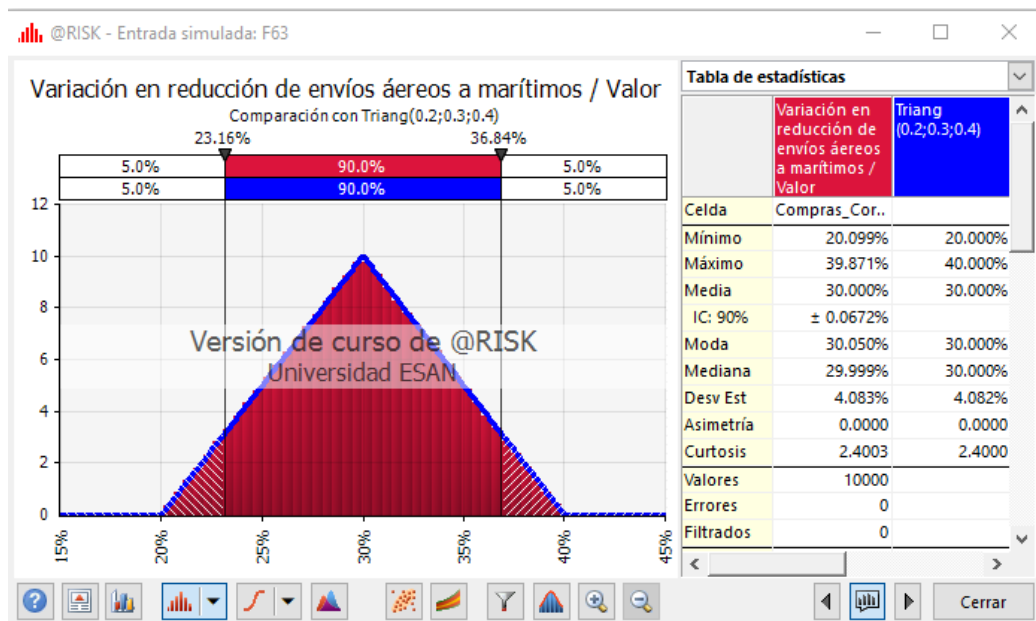 @RISK - Entrada simulada: F63
Variación en reducción de envíos áereos a marítimos / Valor
Comparación con Triang(0.2;0.3;0.4)
23.16% 36.84%
5.0% 90.0% 5.0%
5.0% 90.0% 5.0%
12
10
8
6
4
2
0
15% 20% 25% 30% 35% 40% 45%
Versión de curso de @RISK
Universidad ESAN
Tabla de estadísticas
Variación en
reducción de
envíos áereos
a marítimos /
Valor
Triang
(0.2;0.3;0.4)
Celda Compras_Cor..
Mínimo 20.099% 20.000%
Máximo 39.871% 40.000%
Media 30.000% 30.000%
IC: 90% ± 0.0672%
Moda 30.050% 30.000%
Mediana 29.999% 30.000%
Desv Est 4.083% 4.082%
Asimetría 0.0000 0.0000
Curtosis 2.4003 2.4000
Valores 10000
Errores 0
Filtrados 0
Cerrar